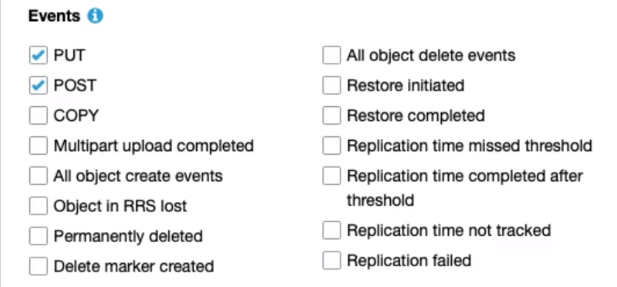 Events
PUT
POST
COPY
Multipart upload completed
All object create events
Object in RRS lost
Permanently deleted
Delete marker created
All object delete events
Restore initiated
Restore completed
Replication time missed threshold
Replication time completed after
threshold
Replication time not tracked
Replication failed